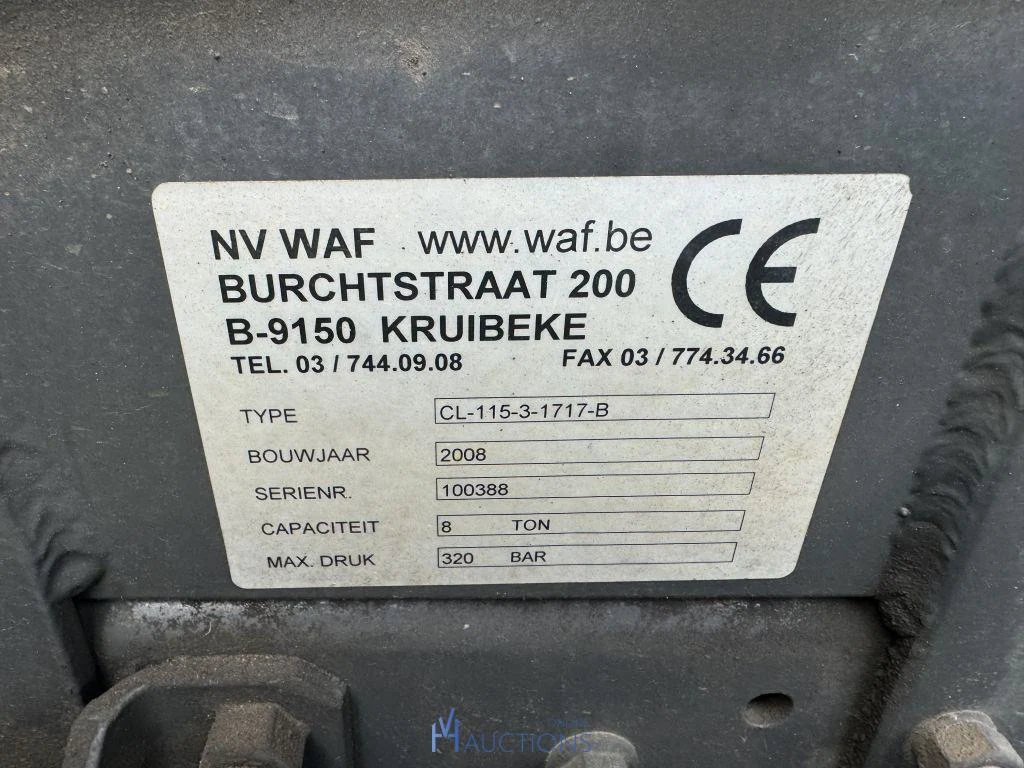 NV WAF www.waf.be CE
BURCHTSTRAAT 200
B-9150 KRUIBEKE
TEL. 03 / 744.09.08 FAX 03 / 774.34.66
TYPE CL-115-3-1717-B
BOUWJAAR 2008
SERIENR. 100388
CAPACITEIT 8 TON
MAX. DRUK 320 BAR
ONLINE
AUCTIONS